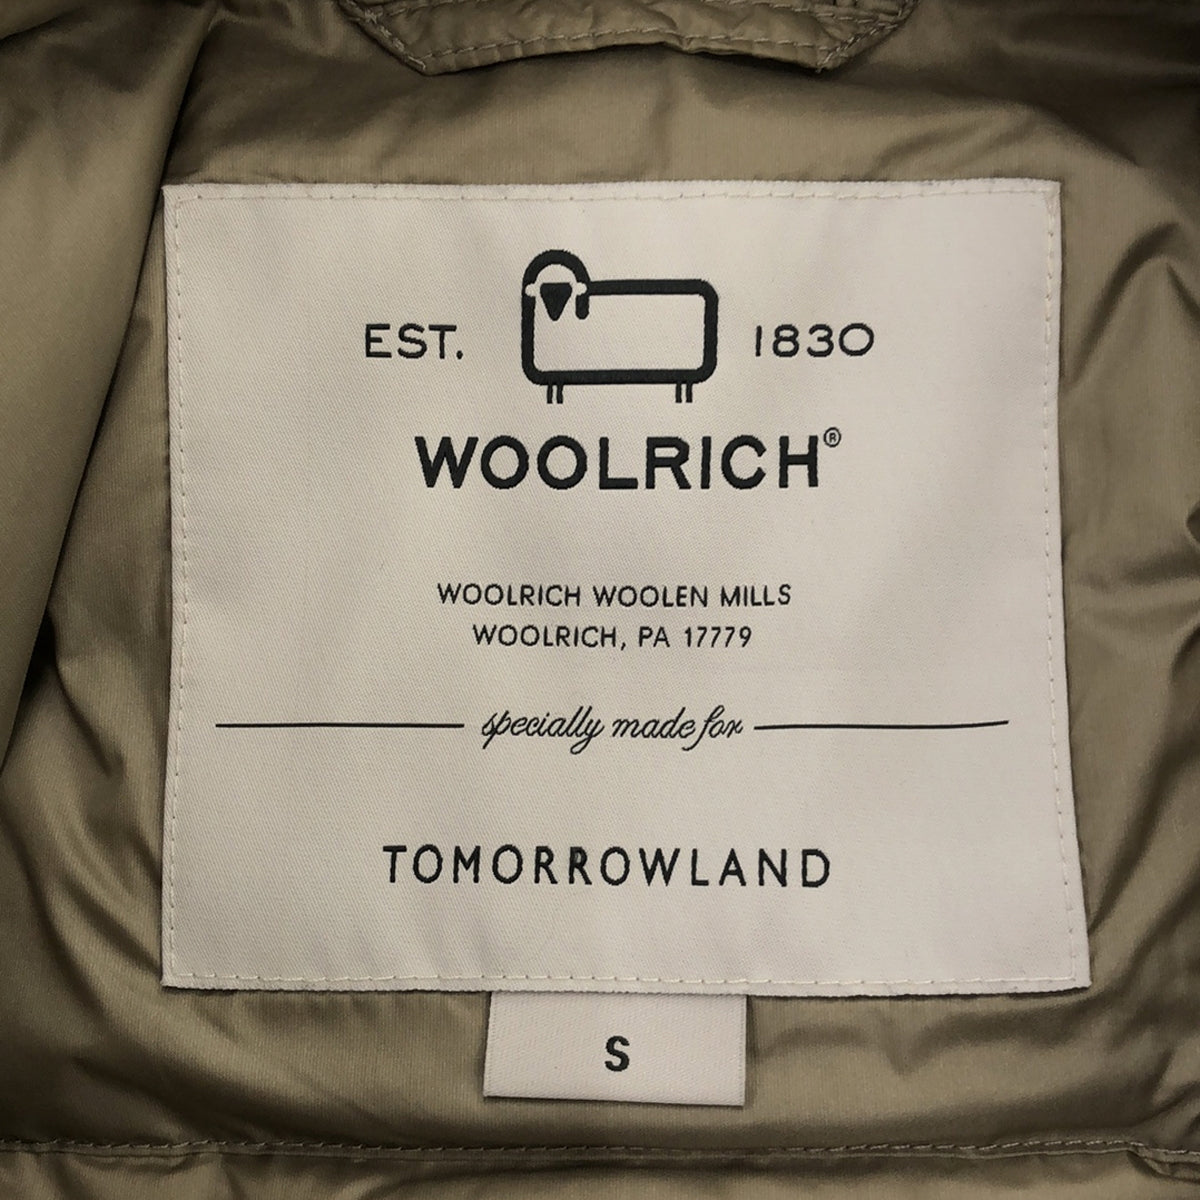 EST. 1830
WOOLRICH®
WOOLRICH WOOLEN MILLS
WOOLRICH, PA 17779
specially made for
TOMORROWLAND
S